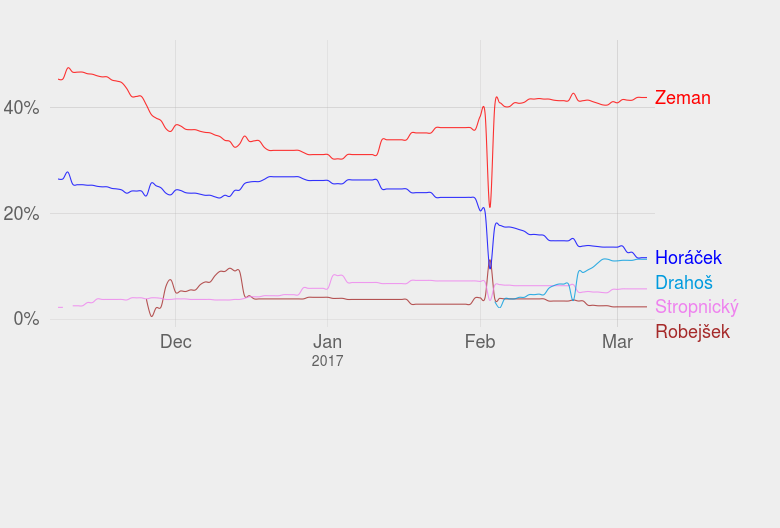 40%
20%
0%
Zeman
Horáček
Drahoš
Stropnický
Robejšek
Dec
Jan
Feb
Mar
2017